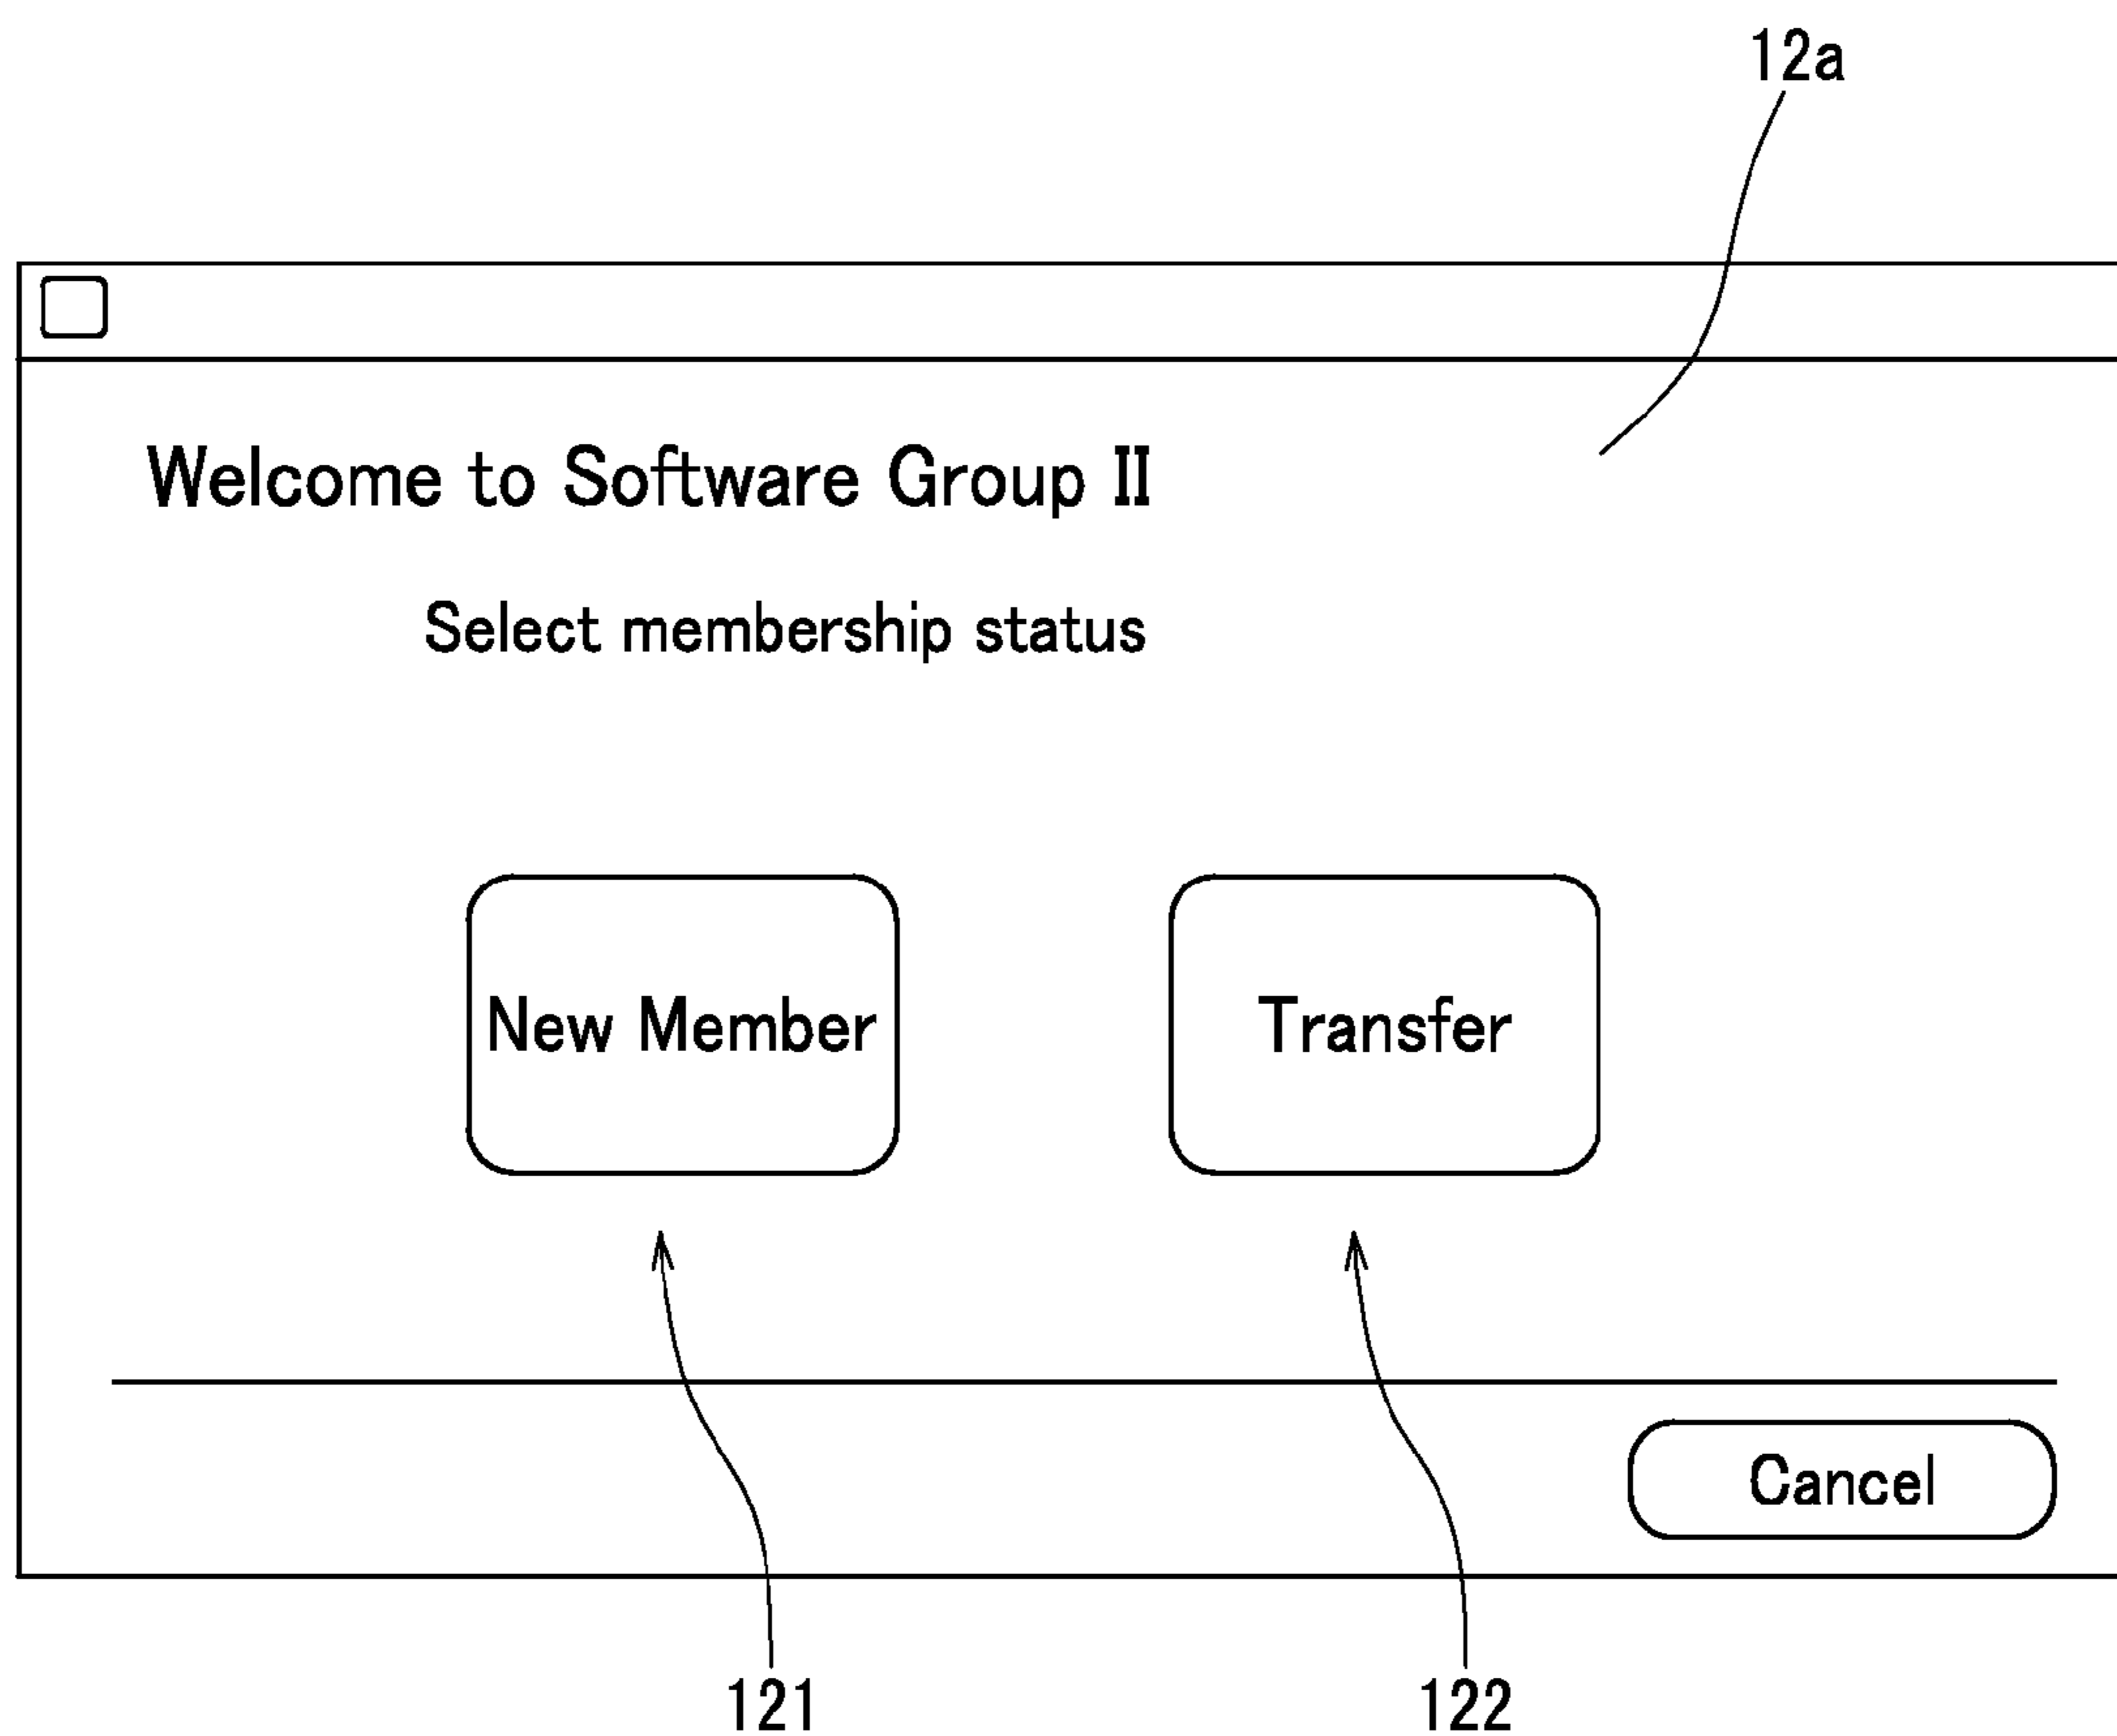 12a
Welcome to Software Group II
Select membership status
New Member
Transfer
Cancel
121
122